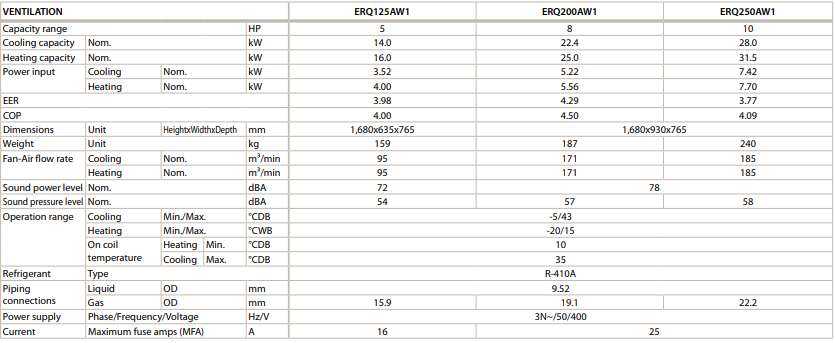 VENTILATION ERQ125AW1 ERQ200AW1 ERQ250AW1
Capacity range HP 5 8 10
Cooling capacity Nom. kW 14.0 22.4 28.0
Heating capacity Nom. kW 16.0 25.0 31.5
Power input Cooling Nom. kW 3.52 5.22 7.42
Heating Nom. kW 4.00 5.56 7.70
EER 3.98 4.29 3.77
COP 4.00 4.50 4.09
Dimensions Unit HeightxWidthxDepth mm 1,680x635x765 1,680x930x765
Weight Unit kg 159 187 240
Fan-Air flow rate Cooling Nom. m³/min 95 171 185
Heating Nom. m³/min 95 171 185
Sound power level Nom. dBA 72 78
Sound pressure level Nom. dBA 54 57 58
Operation range Cooling Min./Max. °CDB -5/43
Heating Min./Max. °CWB -20/15
On coil Heating Min. °CDB 10
temperature Cooling Max. °CDB 35
Refrigerant Type R-410A
Piping Liquid OD mm 9.52
connections Gas OD mm 15.9 19.1 22.2
Power supply Phase/Frequency/Voltage Hz/V 3N~/50/400
Current Maximum fuse amps (MFA) A 16 25